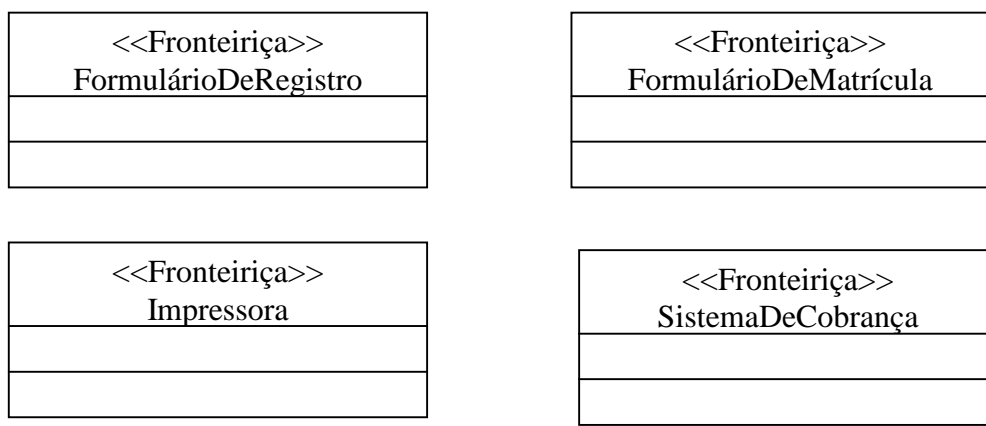 <<Fronteiriça>>
FormulárioDeRegistro
<<Fronteiriça>>
FormulárioDeMatrícula
<<Fronteiriça>>
Impressora
<<Fronteiriça>>
SistemaDeCobrança